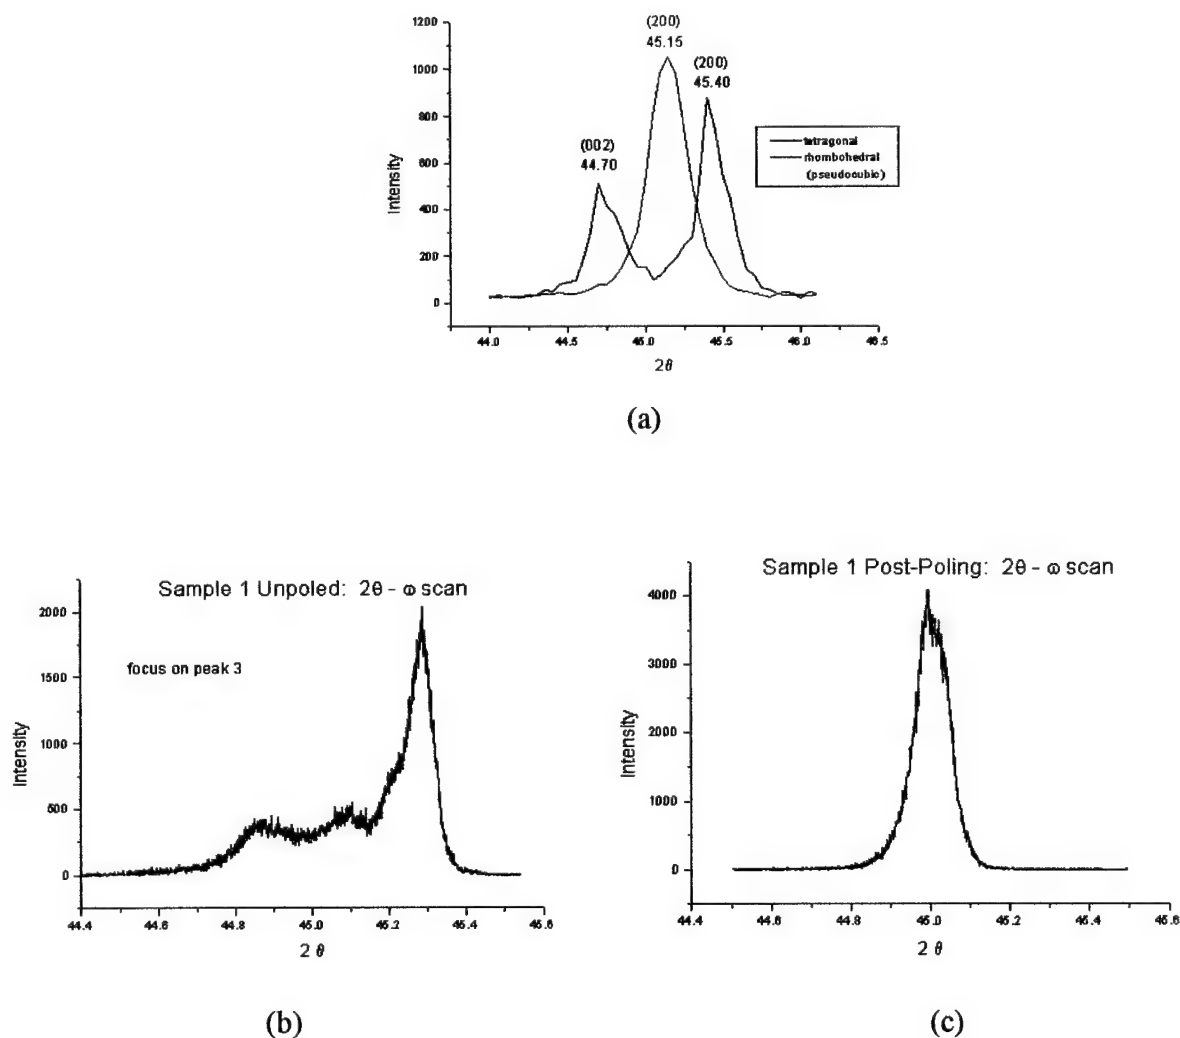 (200)
45.15
(200)
45.40
(002)
44.70
1200
1000
800
600
400
200
0
Intensity
44.0 44.5 45.0 45.5 46.0 46.5
2θ
tetragonal
rhombohedral
(pseudocubic)
(a)
Sample 1 Unpoled: 2θ - ω scan
focus on peak 3
2000
1500
1000
500
0
Intensity
44.4 44.6 44.8 45.0 45.2 45.4 45.6
2 θ
(b)
Sample 1 Post-Poling: 2θ - ω scan
4000
3000
2000
1000
0
Intensity
44.4 44.6 44.8 45.0 45.2 45.4 45.6
2 θ
(c)